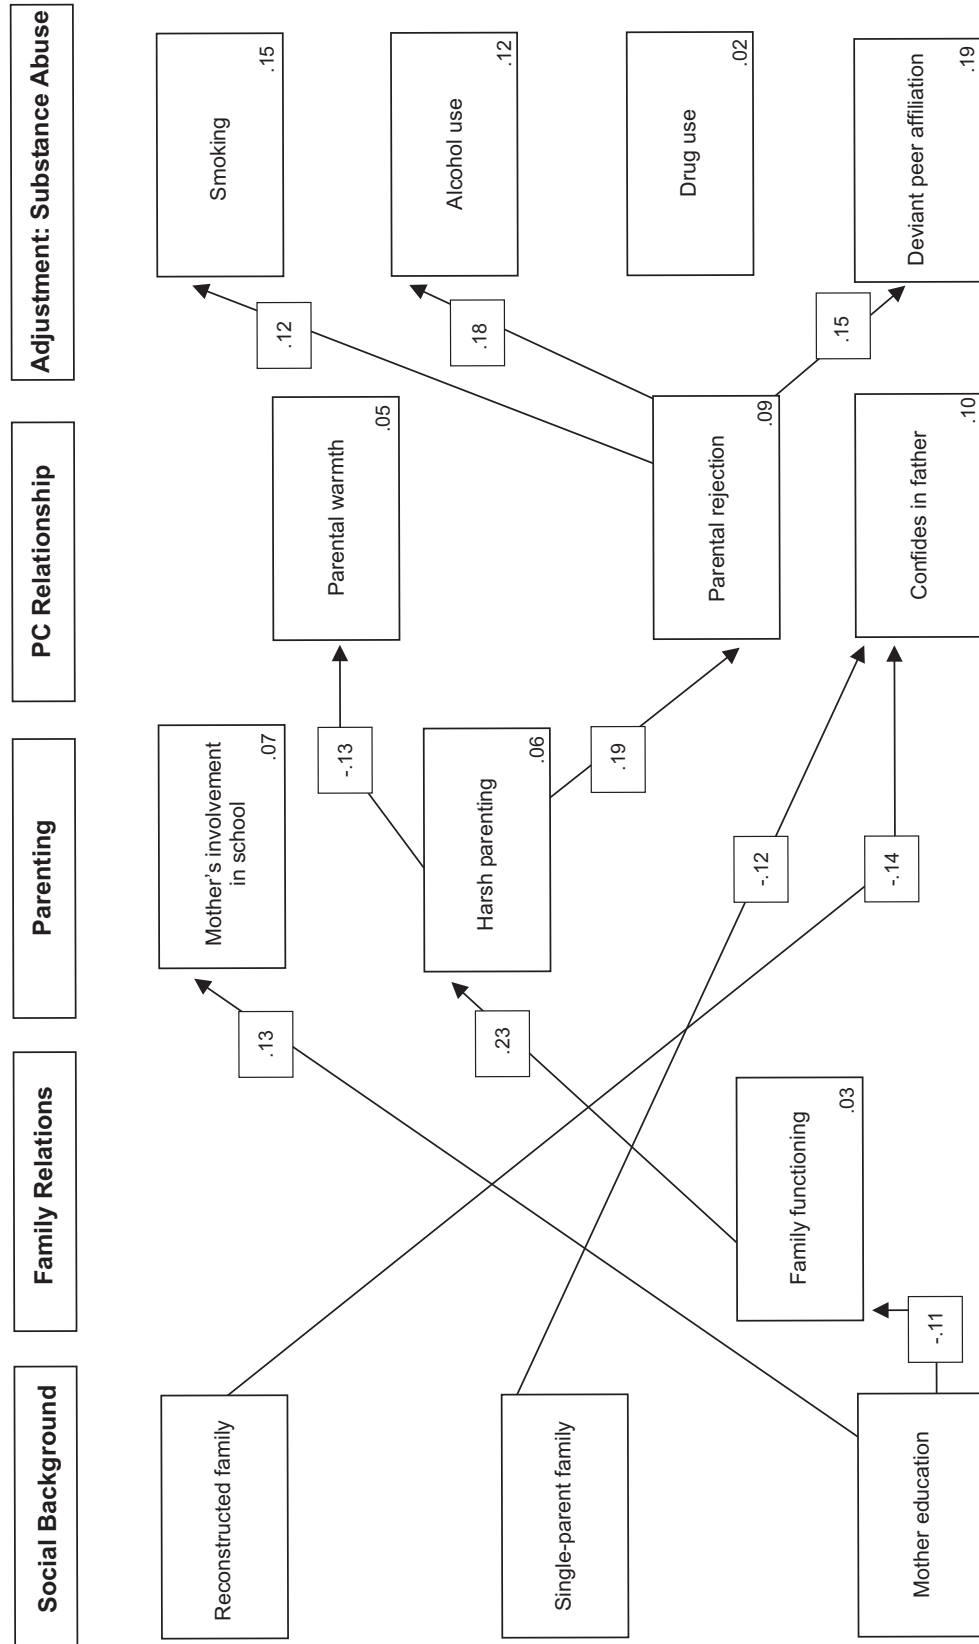 Social Background
Family Relations
Parenting
PC Relationship
Adjustment: Substance Abuse
Reconstructed family
Single-parent family
Mother education
-.11
Family functioning
.03
.13
.23
Mother's involvement
in school
.07
Harsh parenting
.06
-.12
-.14
-.13
.19
Parental warmth
.05
Parental rejection
.09
Confides in father
.10
.12
.18
.15
Smoking
.15
Alcohol use
.12
Drug use
.02
Deviant peer affiliation
.19